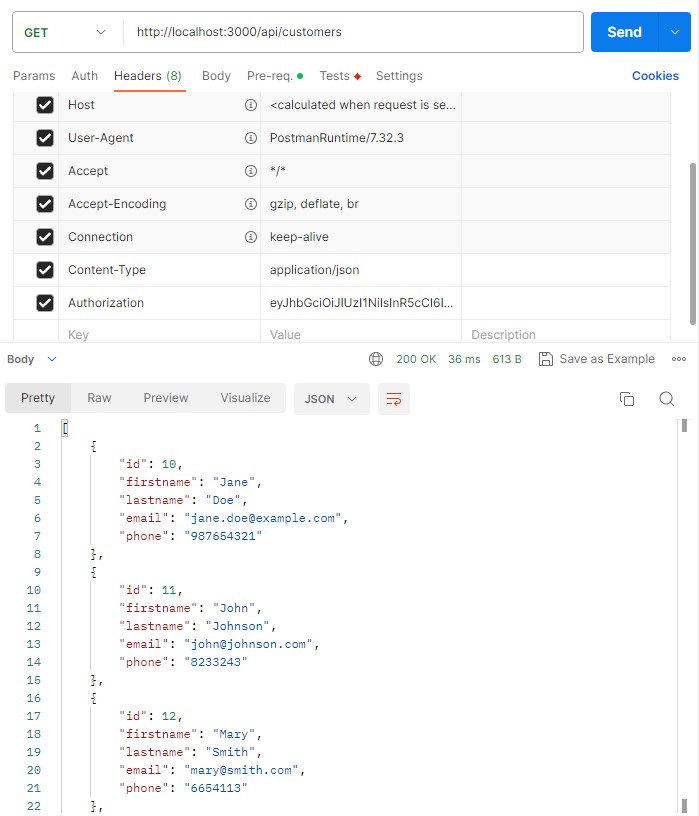 GET http://localhost:3000/api/customers Send
Params Auth Headers (8) Body Pre-req. Tests Settings Cookies
Host <calculated when request is se...
User-Agent PostmanRuntime/7.32.3
Accept */*
Accept-Encoding gzip, deflate, br
Connection keep-alive
Content-Type application/json
Authorization eyJhbGciOiJIUzI1NiIsInR5cCI6I...
Key Value Description
Body 200 OK 36 ms 613 B Save as Example
Pretty Raw Preview Visualize JSON
1 [
2 {
3 "id": 10,
4 "firstname": "Jane",
5 "lastname": "Doe",
6 "email": "jane.doe@example.com",
7 "phone": "987654321"
8 },
9 {
10 "id": 11,
11 "firstname": "John",
12 "lastname": "Johnson",
13 "email": "john@johnson.com",
14 "phone": "8233243"
15 },
16 {
17 "id": 12,
18 "firstname": "Mary",
19 "lastname": "Smith",
20 "email": "mary@smith.com",
21 "phone": "6654113"
22 },